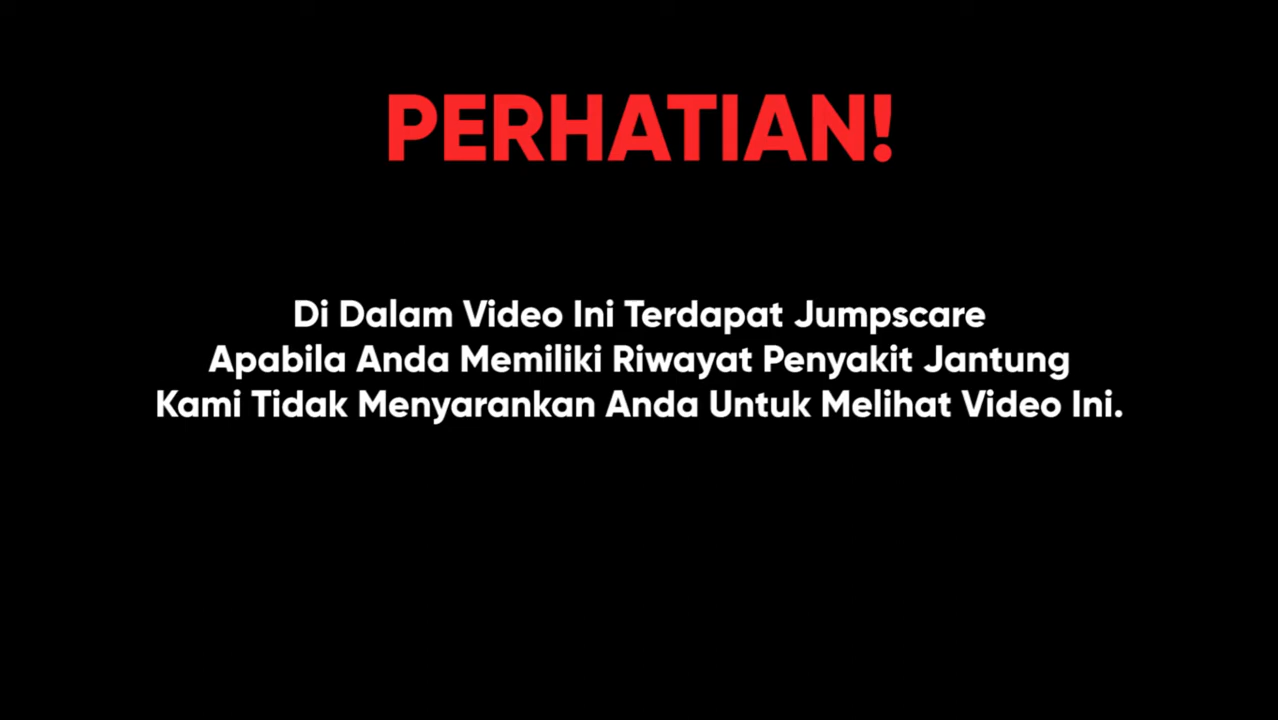 PERHATIAN!
Di Dalam Video Ini Terdapat Jumpscare
Apabila Anda Memiliki Riwayat Penyakit Jantung
Kami Tidak Menyarankan Anda Untuk Melihat Video Ini.